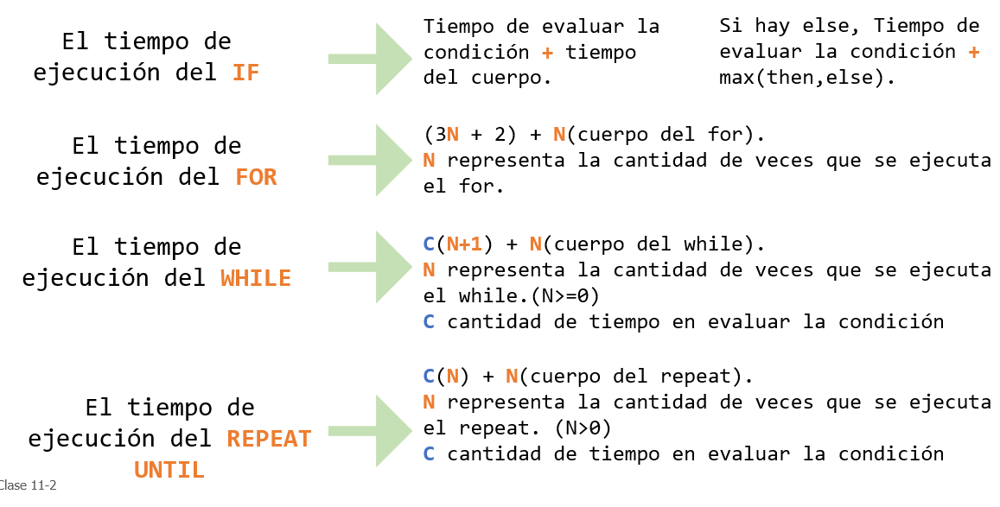 El tiempo de
ejecución del IF
Tiempo de evaluar la
condición + tiempo
del cuerpo.
Si hay else, Tiempo de
evaluar la condición +
max(then,else).
El tiempo de
ejecución del FOR
(3N + 2) + N(cuerpo del for).
N representa la cantidad de veces que se ejecuta
el for.
El tiempo de
ejecución del WHILE
C(N+1) + N(cuerpo del while).
N representa la cantidad de veces que se ejecuta
el while.(N>=0)
C cantidad de tiempo en evaluar la condición
El tiempo de
ejecución del REPEAT
UNTIL
C(N) + N(cuerpo del repeat).
N representa la cantidad de veces que se ejecuta
el repeat. (N>0)
C cantidad de tiempo en evaluar la condición
Clase 11-2